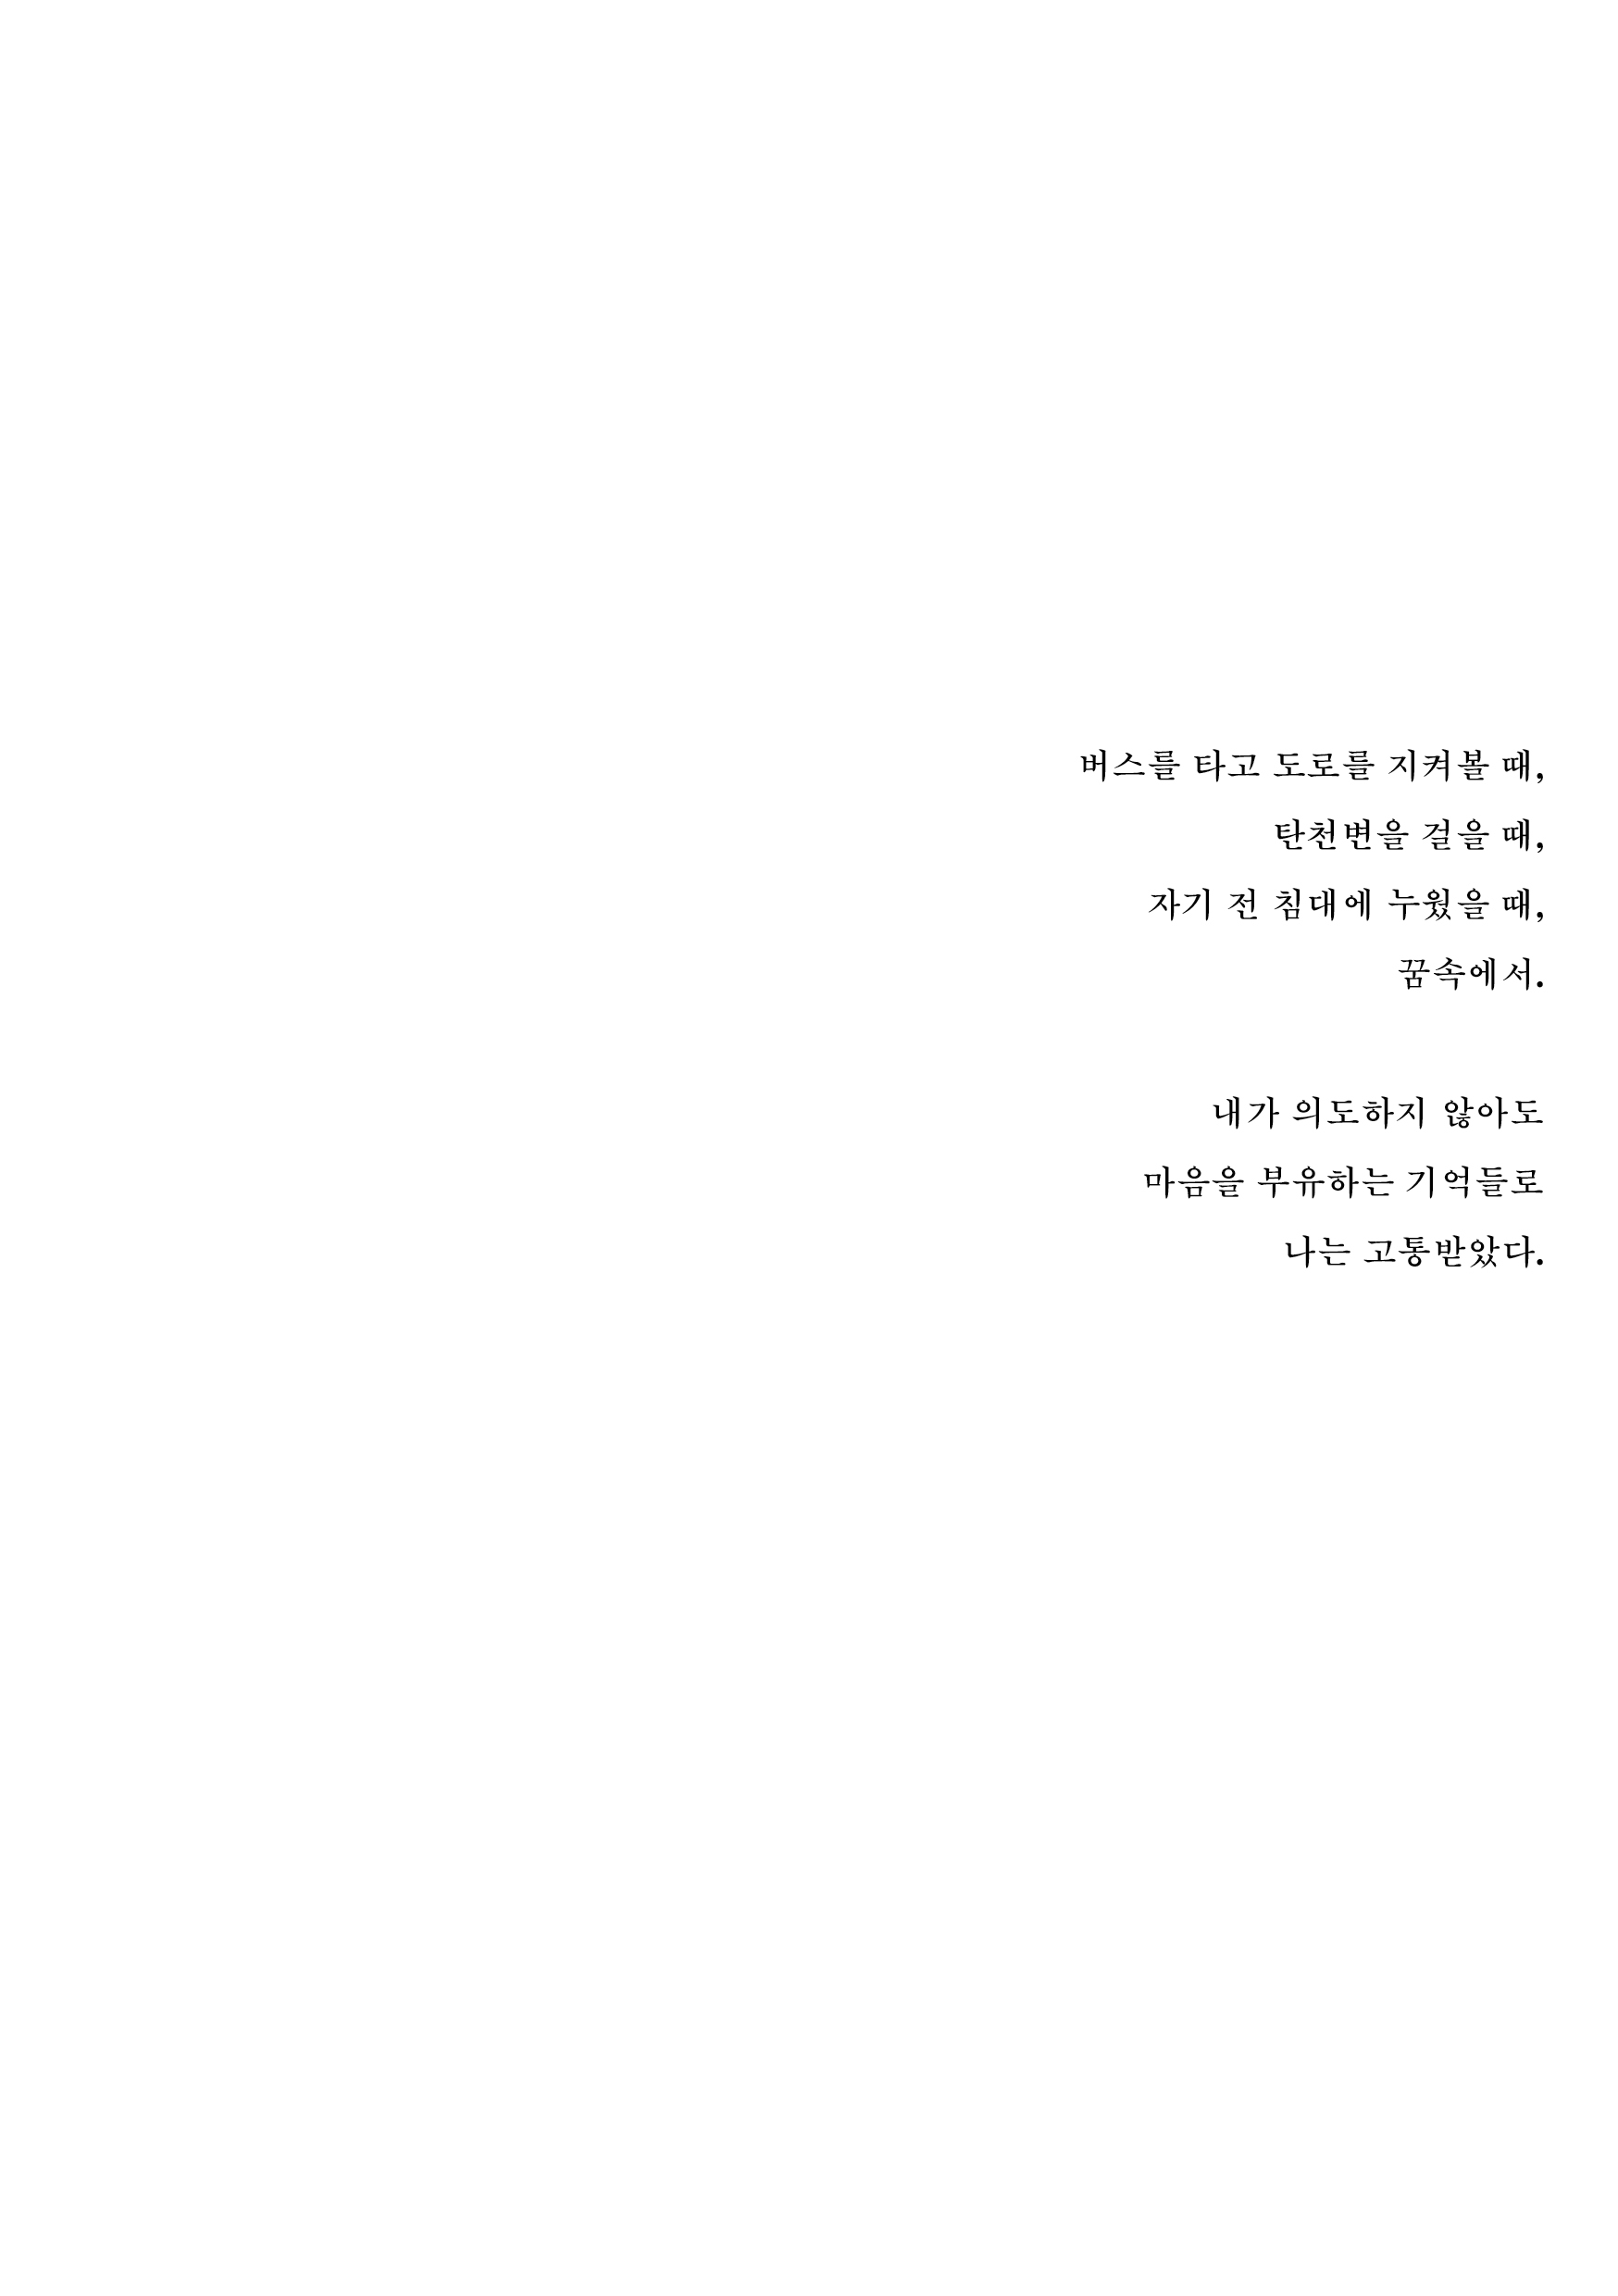 버스를 타고 도로를 지켜볼 때,
탄천변을 걸을 때,
자기 전 침대에 누웠을 때,
꿈속에서.
내가 의도하지 않아도
마음을 부유하는 기억들로
나는 고통받았다.